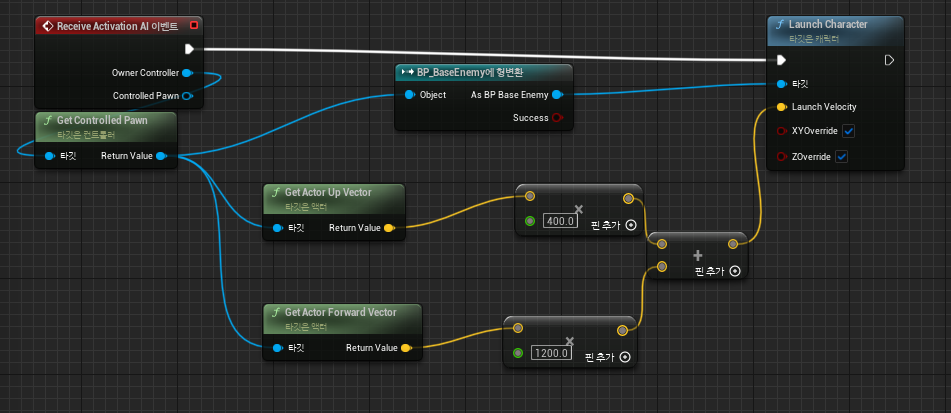 Receive Activation AI 이벤트
Owner Controller
Controlled Pawn
Get Controlled Pawn
타깃은 컨트롤러
타깃
Return Value
BP_BaseEnemy에 형변환
Object
As BP Base Enemy
Success
Launch Character
타깃은 캐릭터
타깃
Launch Velocity
XYOverride
ZOverride
Get Actor Up Vector
타깃은 액터
타깃
Return Value
400.0
핀 추가
핀 추가
Get Actor Forward Vector
타깃은 액터
타깃
Return Value
1200.0
핀 추가